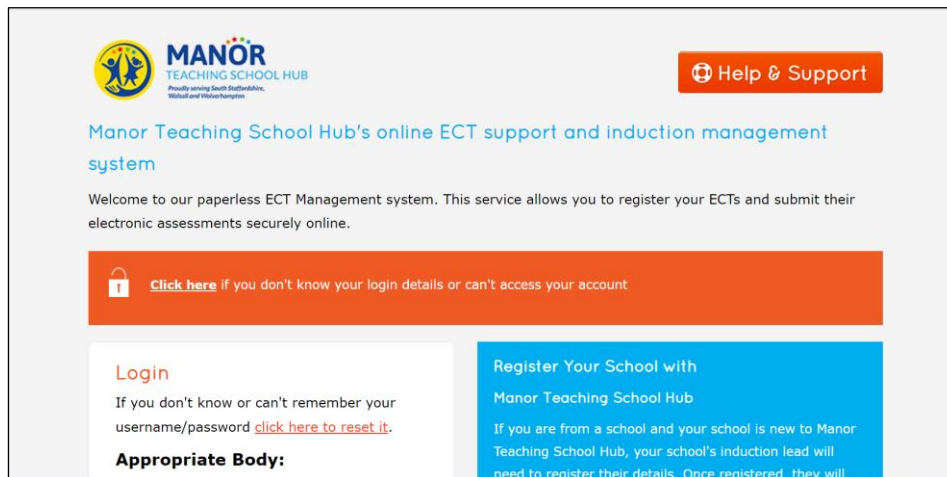 MANOR
TEACHING SCHOOL HUB
Proudly serving South Staffordshire,
Walsall and Wolverhampton
Help & Support
Manor Teaching School Hub's online ECT support and induction management
system
Welcome to our paperless ECT Management system. This service allows you to register your ECTs and submit their
electronic assessments securely online.
Click here if you don't know your login details or can't access your account
Login
If you don't know or can't remember your
username/password click here to reset it.
Appropriate Body:
Register Your School with
Manor Teaching School Hub
If you are from a school and your school is new to Manor
Teaching School Hub, your school's induction lead will
need to register their details. Once registered, they will